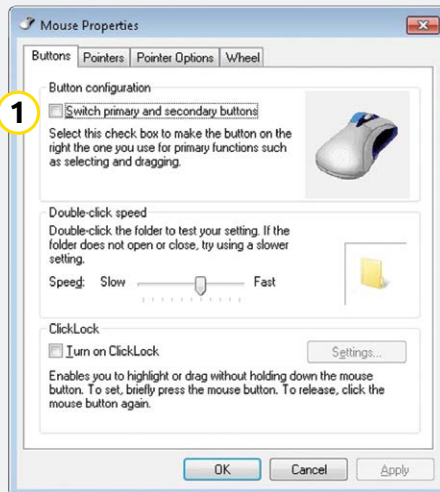 Mouse Properties
Buttons Pointers Pointer Options Wheel
Button configuration
1
Switch primary and secondary buttons
Select this check box to make the button on the
right the one you use for primary functions such
as selecting and dragging.
Double-click speed
Double-click the folder to test your setting. If the
folder does not open or close, try using a slower
setting.
Speed: Slow Fast
ClickLock
Turn on ClickLock Settings...
Enables you to highlight or drag without holding down the mouse
button. To set, briefly press the mouse button. To release, click the
mouse button again.
OK Cancel Apply